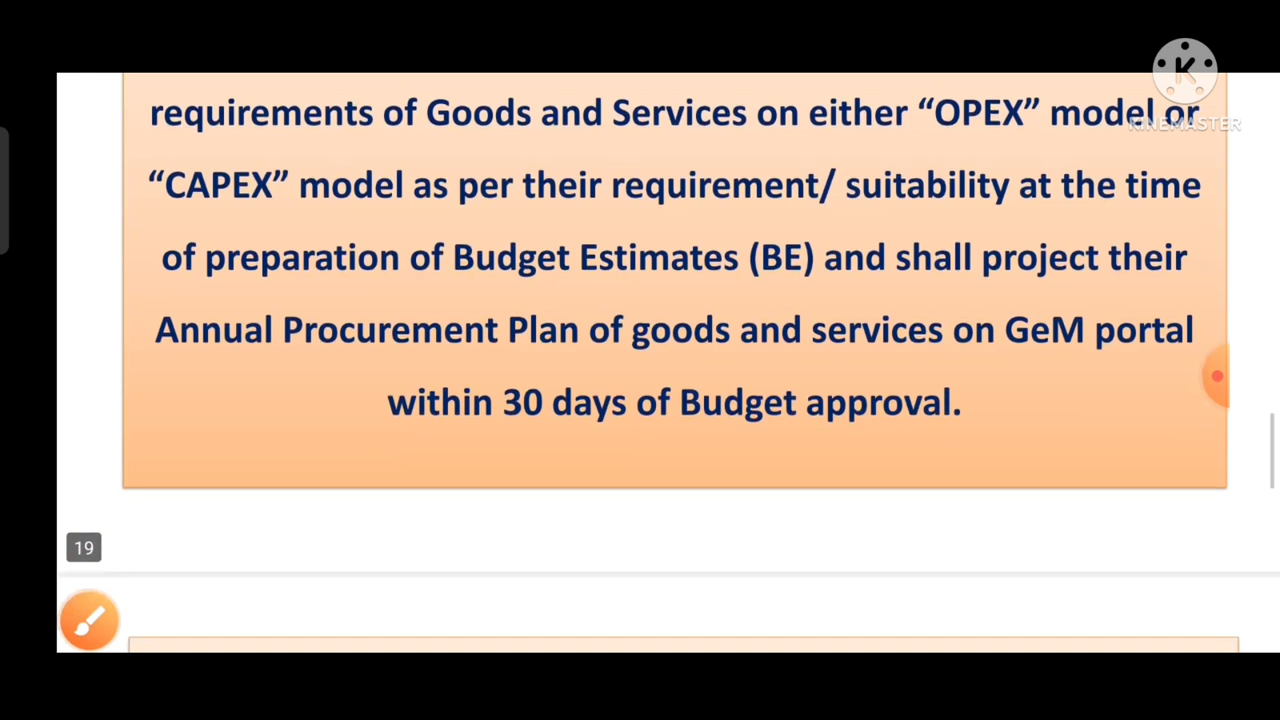 requirements of Goods and Services on either “OPEX” model or
“CAPEX” model as per their requirement/ suitability at the time
of preparation of Budget Estimates (BE) and shall project their
Annual Procurement Plan of goods and services on GeM portal
within 30 days of Budget approval.
19
K
KINEMASTER